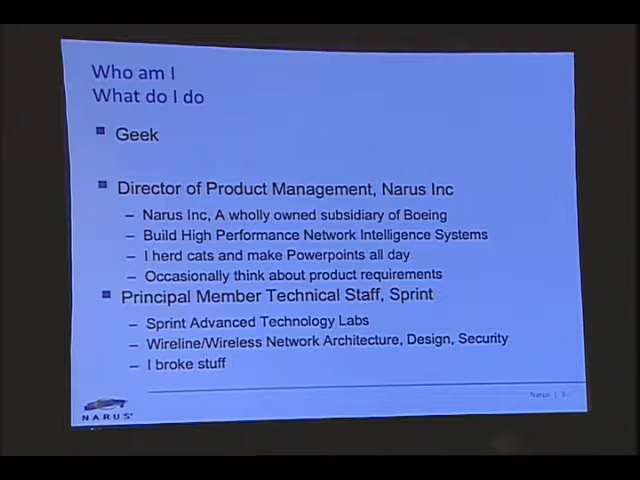 Who am I
What do I do
Geek
Director of Product Management, Narus Inc
– Narus Inc, A wholly owned subsidiary of Boeing
– Build High Performance Network Intelligence Systems
– I herd cats and make Powerpoints all day
– Occasionally think about product requirements
Principal Member Technical Staff, Sprint
– Sprint Advanced Technology Labs
– Wireline/Wireless Network Architecture, Design, Security
– I broke stuff
Narus |
NARUS